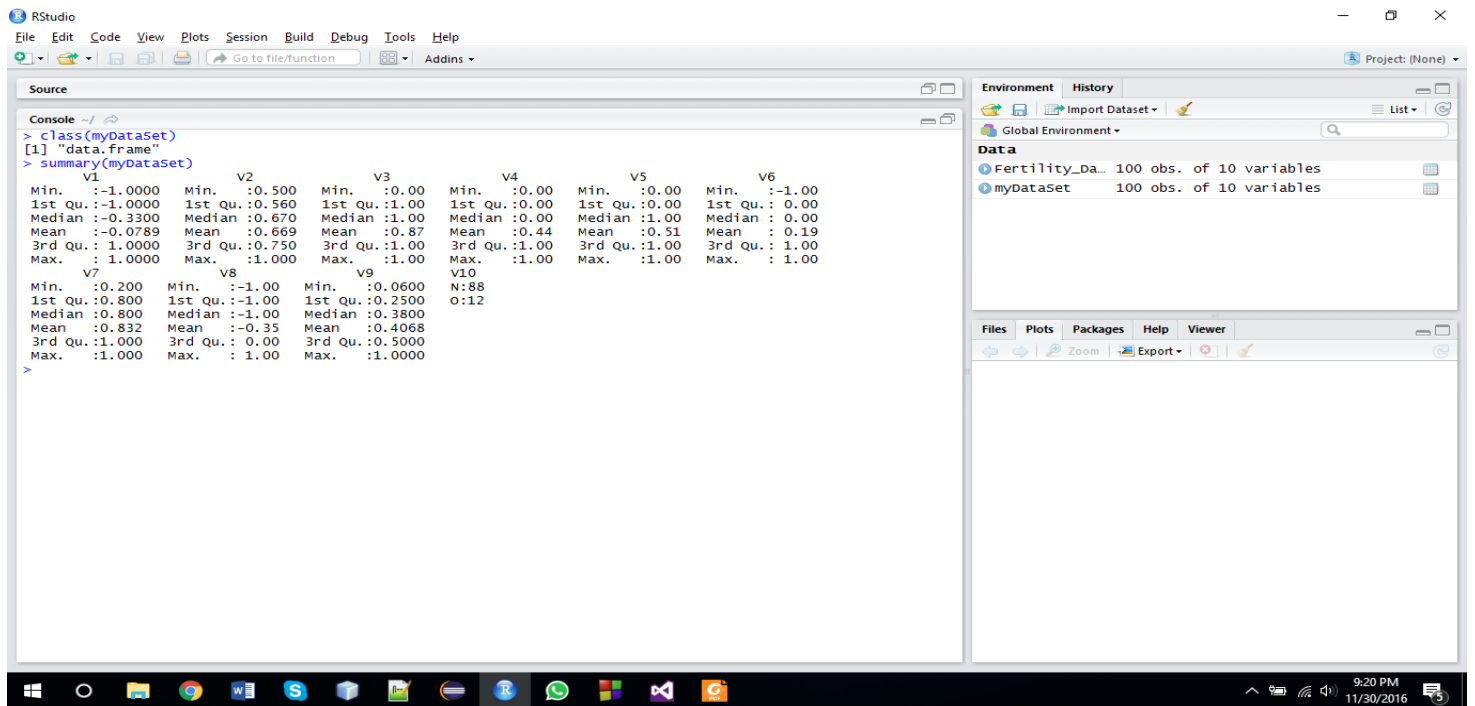 RStudio
File Edit Code View Plots Session Build Debug Tools Help
Go to file/function Addins Project: (None)
Source
Console ~/
> class(myDataSet)
[1] "data.frame"
> summary(myDataSet)
V1 V2 V3 V4 V5 V6
Min. :-1.0000 Min. :0.500 Min. :0.00 Min. :0.00 Min. :0.00 Min. :-1.00
1st Qu.:-1.0000 1st Qu.:0.560 1st Qu.:1.00 1st Qu.:0.00 1st Qu.:0.00 1st Qu.: 0.00
Median :-0.3300 Median :0.670 Median :1.00 Median :0.00 Median :1.00 Median : 0.00
Mean :-0.0789 Mean :0.669 Mean :0.87 Mean :0.44 Mean :0.51 Mean : 0.19
3rd Qu.: 1.0000 3rd Qu.:0.750 3rd Qu.:1.00 3rd Qu.:1.00 3rd Qu.:1.00 3rd Qu.: 1.00
Max. : 1.0000 Max. :1.000 Max. :1.00 Max. :1.00 Max. :1.00 Max. : 1.00
V7 V8 V9 V10
Min. :0.200 Min. :-1.00 Min. :0.0600 N:88
1st Qu.:0.800 1st Qu.:-1.00 1st Qu.:0.2500 O:12
Median :0.800 Median :-1.00 Median :0.3800
Mean :0.832 Mean :-0.35 Mean :0.4068
3rd Qu.:1.000 3rd Qu.: 0.00 3rd Qu.:0.5000
Max. :1.000 Max. : 1.00 Max. :1.0000
>
Environment History
Import Dataset List
Global Environment
Data
Fertility_Da… 100 obs. of 10 variables
myDataSet 100 obs. of 10 variables
Files Plots Packages Help Viewer
Zoom Export
9:20 PM
11/30/2016
5